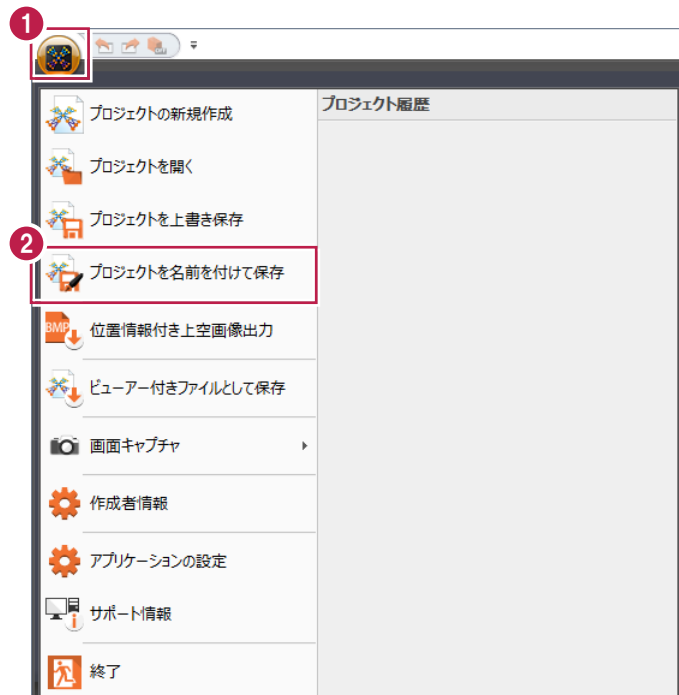 1
プロジェクトの新規作成
プロジェクト履歴
プロジェクトを開く
プロジェクトを上書き保存
2
プロジェクトを名前を付けて保存
BMP
位置情報付き上空画像出力
ビューアー付きファイルとして保存
画面キャプチャ
作成者情報
アプリケーションの設定
サポート情報
終了